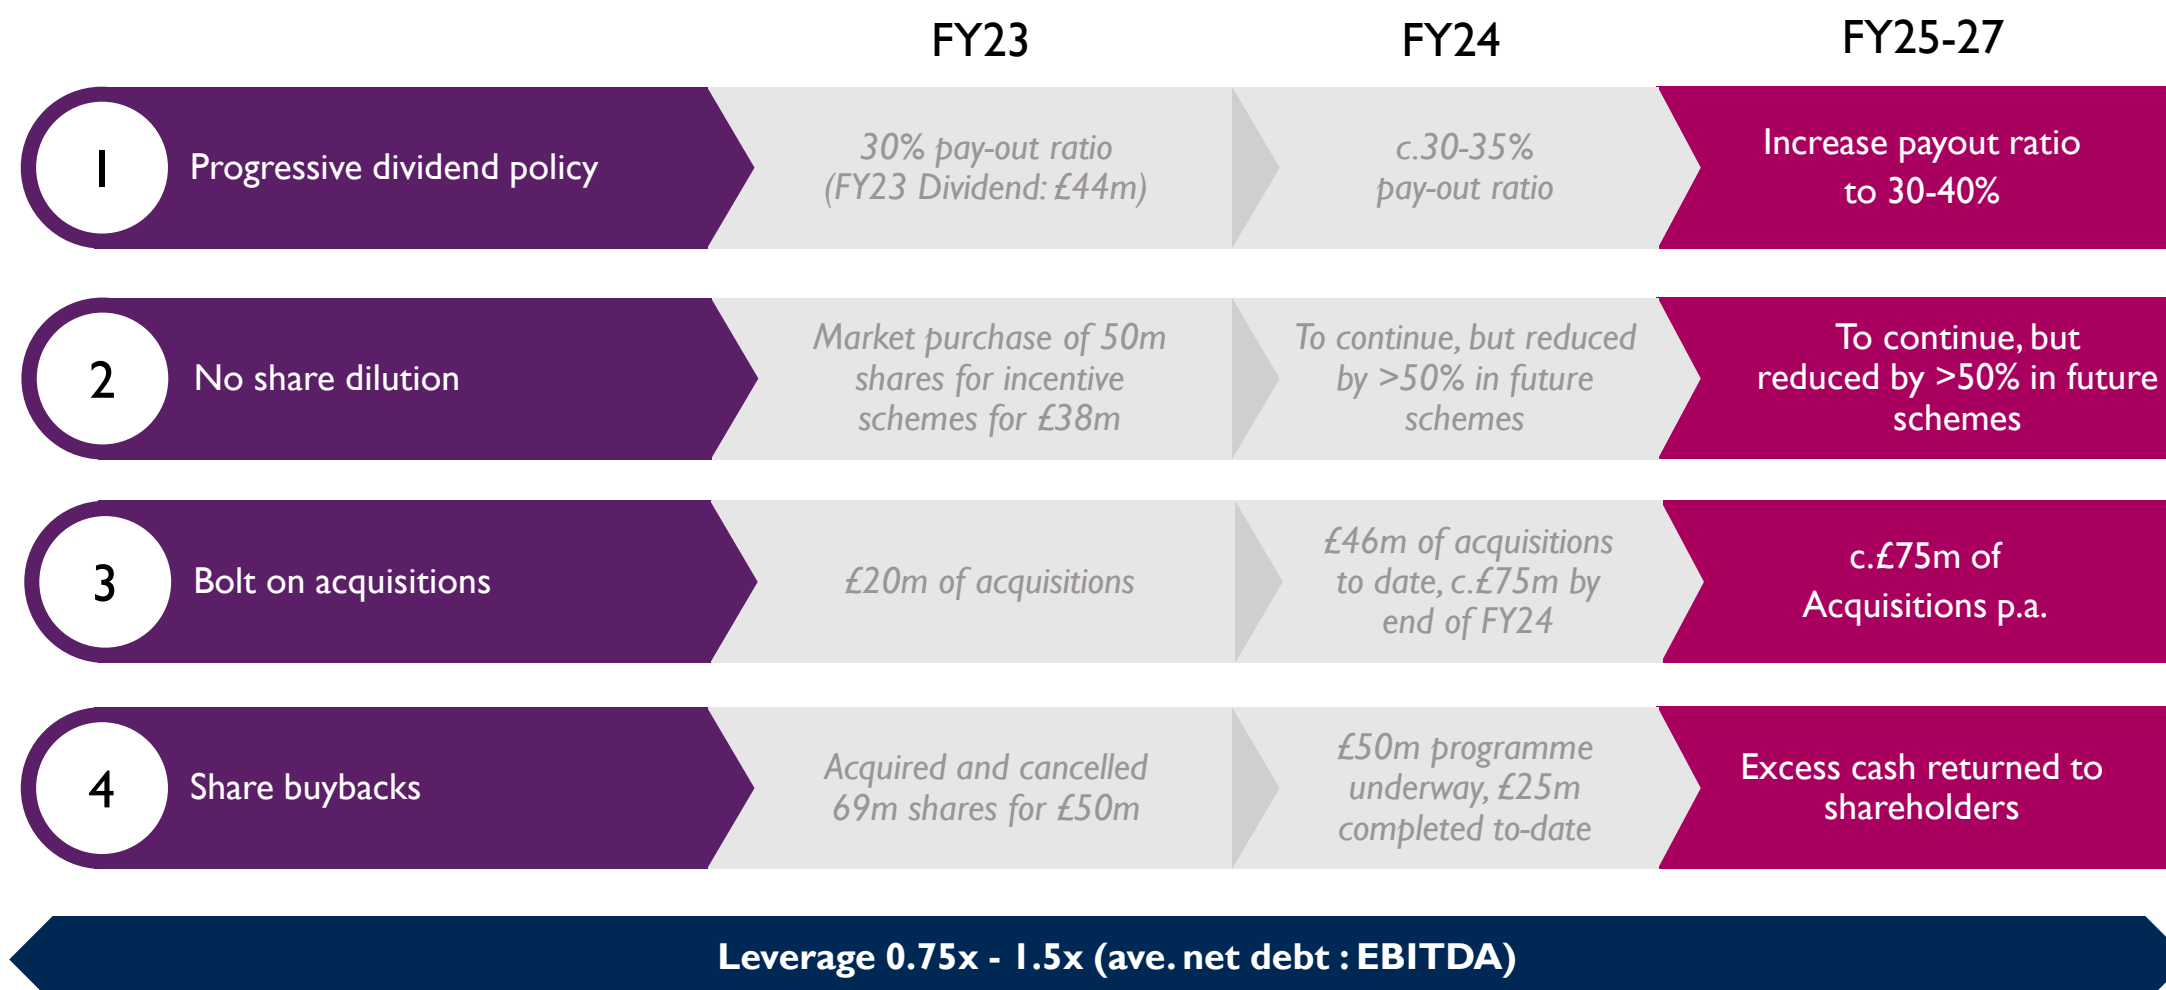 FY23
FY24
FY25-27
1
Progressive dividend policy
30% pay-out ratio
(FY23 Dividend: £44m)
c.30-35%
pay-out ratio
Increase payout ratio
to 30-40%
2
No share dilution
Market purchase of 50m
shares for incentive
schemes for £38m
To continue, but reduced
by >50% in future
schemes
To continue, but
reduced by >50% in future
schemes
3
Bolt on acquisitions
£20m of acquisitions
£46m of acquisitions
to date, c.£75m by
end of FY24
c.£75m of
Acquisitions p.a.
4
Share buybacks
Acquired and cancelled
69m shares for £50m
£50m programme
underway, £25m
completed to-date
Excess cash returned to
shareholders
Leverage 0.75x - 1.5x (ave. net debt : EBITDA)